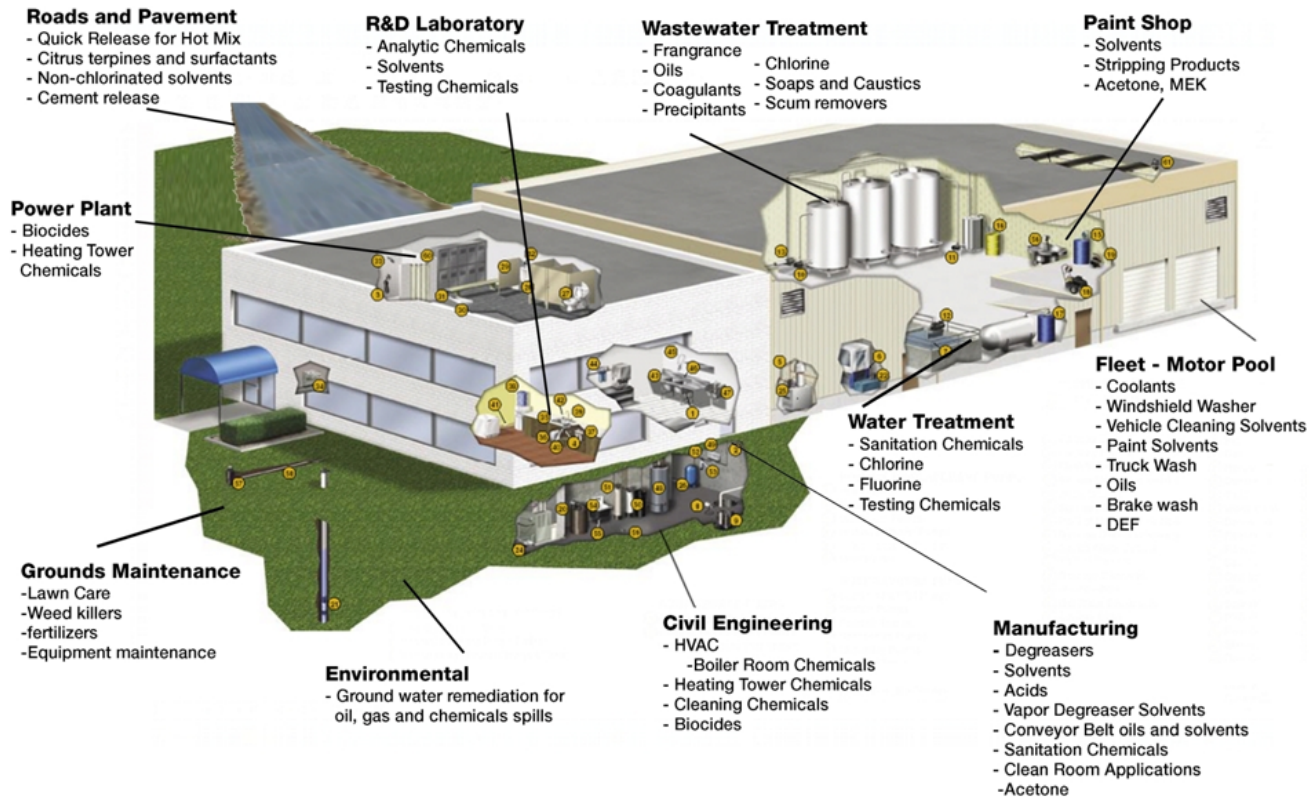 Roads and Pavement
- Quick Release for Hot Mix
- Citrus terpines and surfactants
- Non-chlorinated solvents
- Cement release
R&D Laboratory
- Analytic Chemicals
- Solvents
- Testing Chemicals
Wastewater Treatment
- Frangrance
- Oils
- Coagulants
- Precipitants
- Chlorine
- Soaps and Caustics
- Scum removers
Paint Shop
- Solvents
- Stripping Products
- Acetone, MEK
Power Plant
- Biocides
- Heating Tower
Chemicals
Fleet - Motor Pool
- Coolants
- Windshield Washer
- Vehicle Cleaning Solvents
- Paint Solvents
- Truck Wash
- Oils
- Brake wash
- DEF
Water Treatment
- Sanitation Chemicals
- Chlorine
- Fluorine
- Testing Chemicals
Grounds Maintenance
-Lawn Care
-Weed killers
-fertilizers
-Equipment maintenance
Environmental
- Ground water remediation for
oil, gas and chemicals spills
Civil Engineering
- HVAC
-Boiler Room Chemicals
- Heating Tower Chemicals
- Cleaning Chemicals
- Biocides
Manufacturing
- Degreasers
- Solvents
- Acids
- Vapor Degreaser Solvents
- Conveyor Belt oils and solvents
- Sanitation Chemicals
- Clean Room Applications
-Acetone